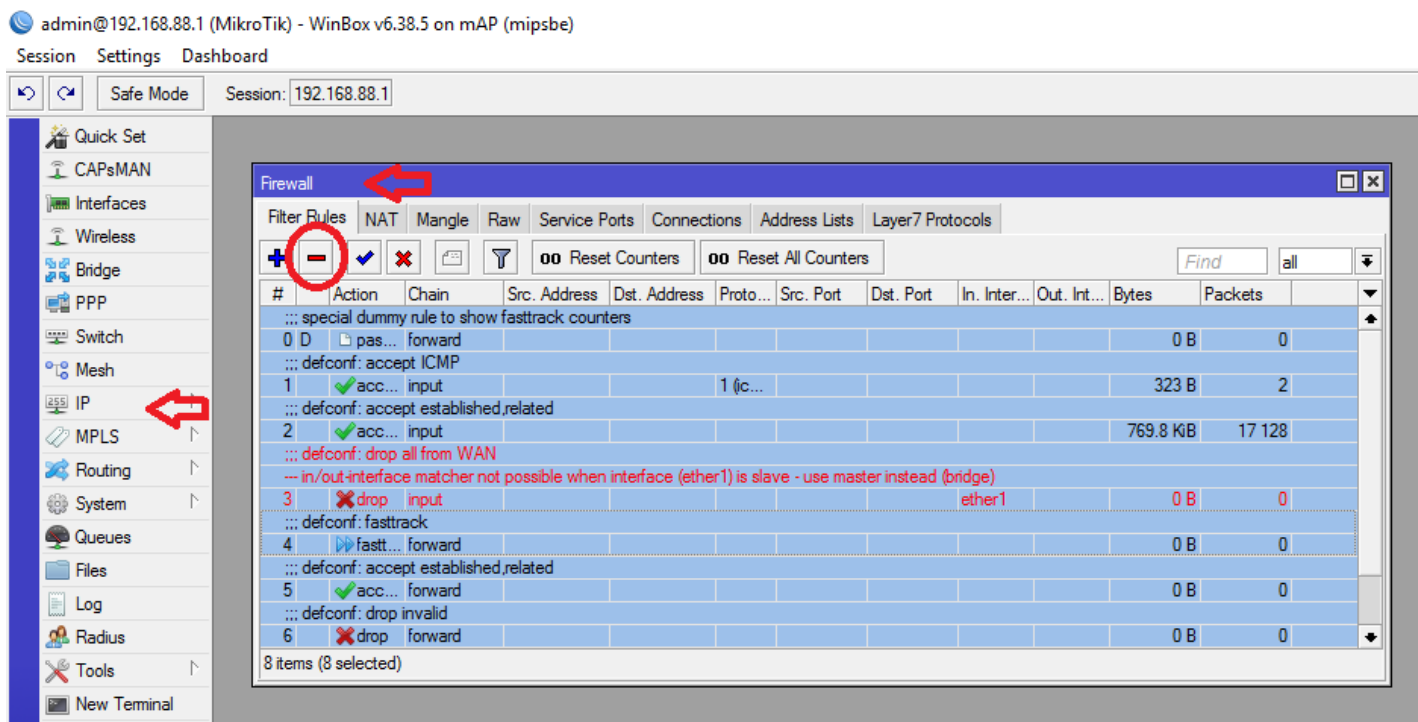 admin@192.168.88.1 (MikroTik) - WinBox v6.38.5 on mAP (mipsbe)
Session Settings Dashboard
Safe Mode Session: 192.168.88.1
Quick Set
CAPsMAN
Interfaces
Wireless
Bridge
PPP
Switch
Mesh
255 IP
MPLS
Routing
System
Queues
Files
Log
Radius
Tools
New Terminal
Firewall
Filter Rules NAT Mangle Raw Service Ports Connections Address Lists Layer7 Protocols
00 Reset Counters 00 Reset All Counters Find all
# Action Chain Src. Address Dst. Address Proto... Src. Port Dst. Port In. Inter... Out. Int... Bytes Packets
;;; special dummy rule to show fasttrack counters
0 D pas... forward 0 B 0
;;; defconf: accept ICMP
1 acc... input 1 (ic... 323 B 2
;;; defconf: accept established,related
2 acc... input 769.8 KiB 17 128
;;; defconf: drop all from WAN
--- in/out-interface matcher not possible when interface (ether1) is slave - use master instead (bridge)
3 drop input ether1 0 B 0
;;; defconf: fasttrack
4 fastt... forward 0 B 0
;;; defconf: accept established,related
5 acc... forward 0 B 0
;;; defconf: drop invalid
6 drop forward 0 B 0
8 items (8 selected)